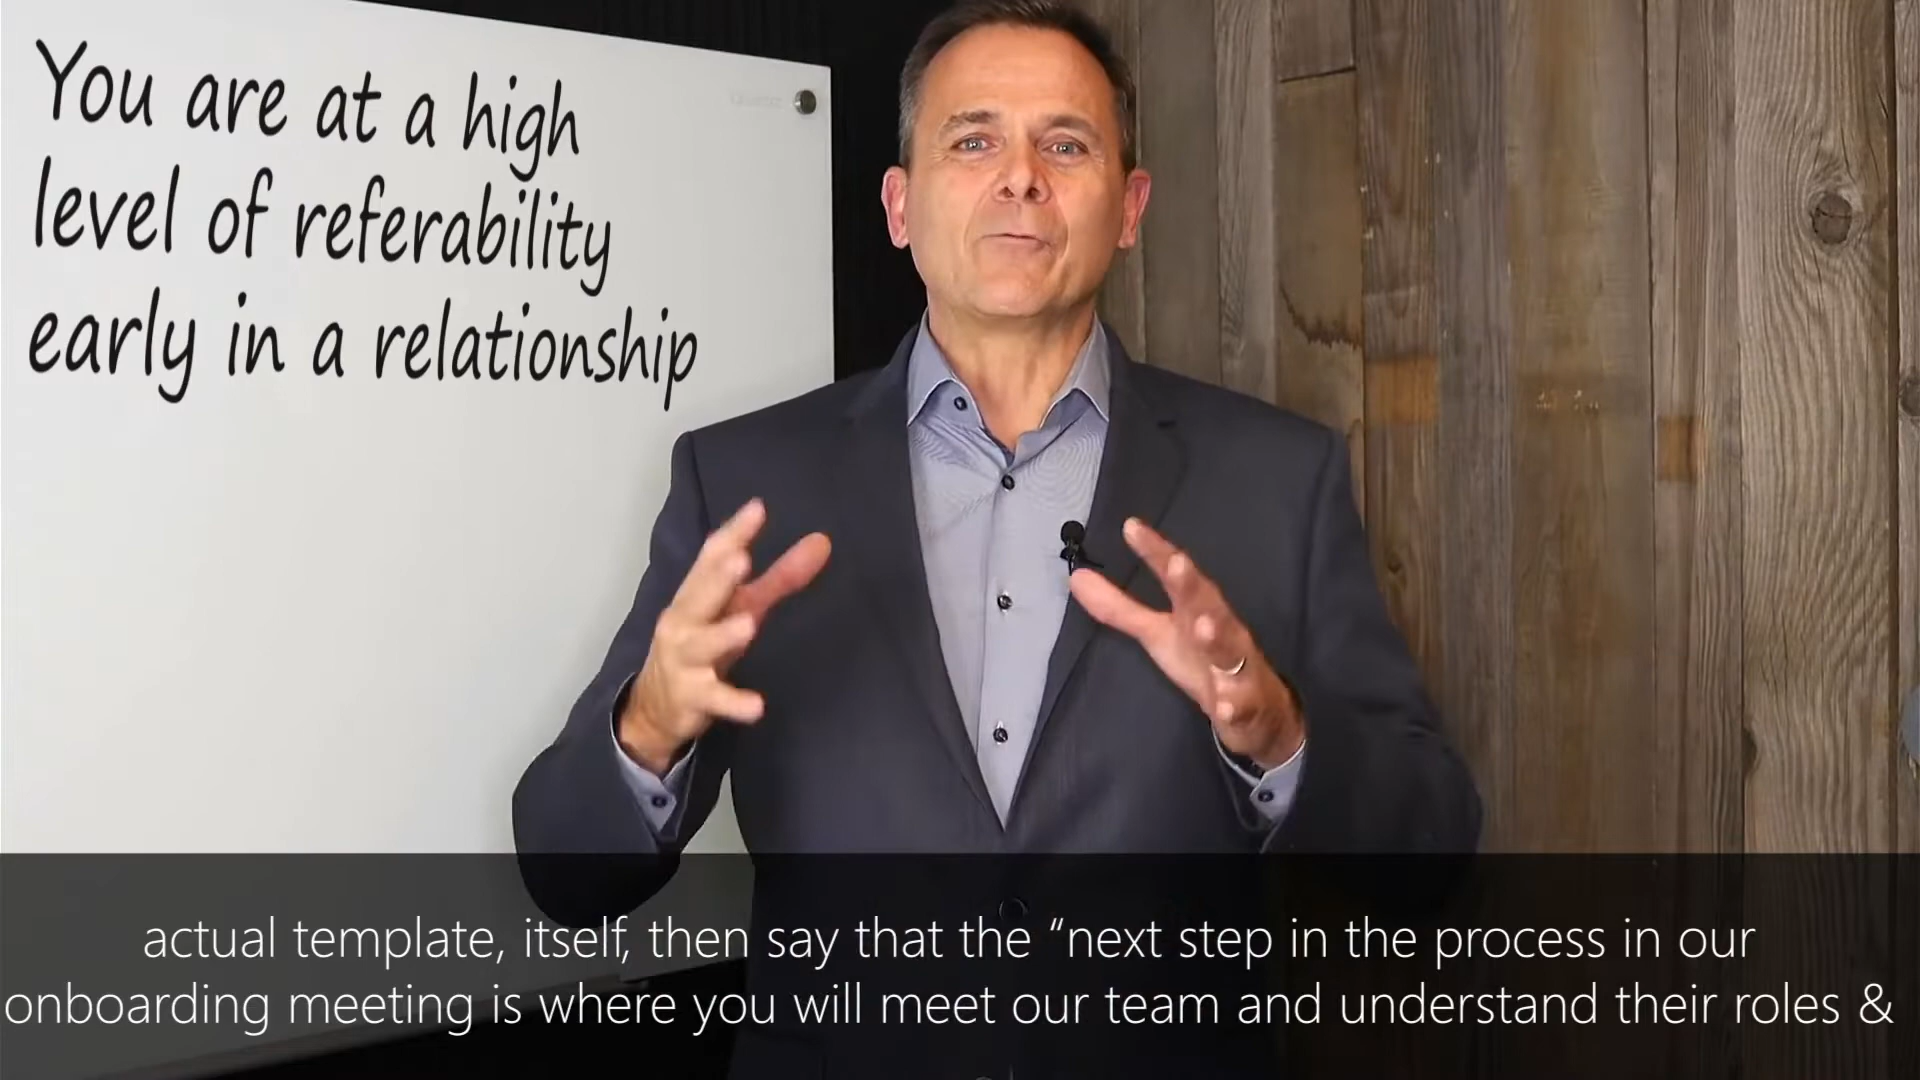 You are at a high
level of referability
early in a relationship
actual template, itself, then say that the “next step in the process in our
onboarding meeting is where you will meet our team and understand their roles &